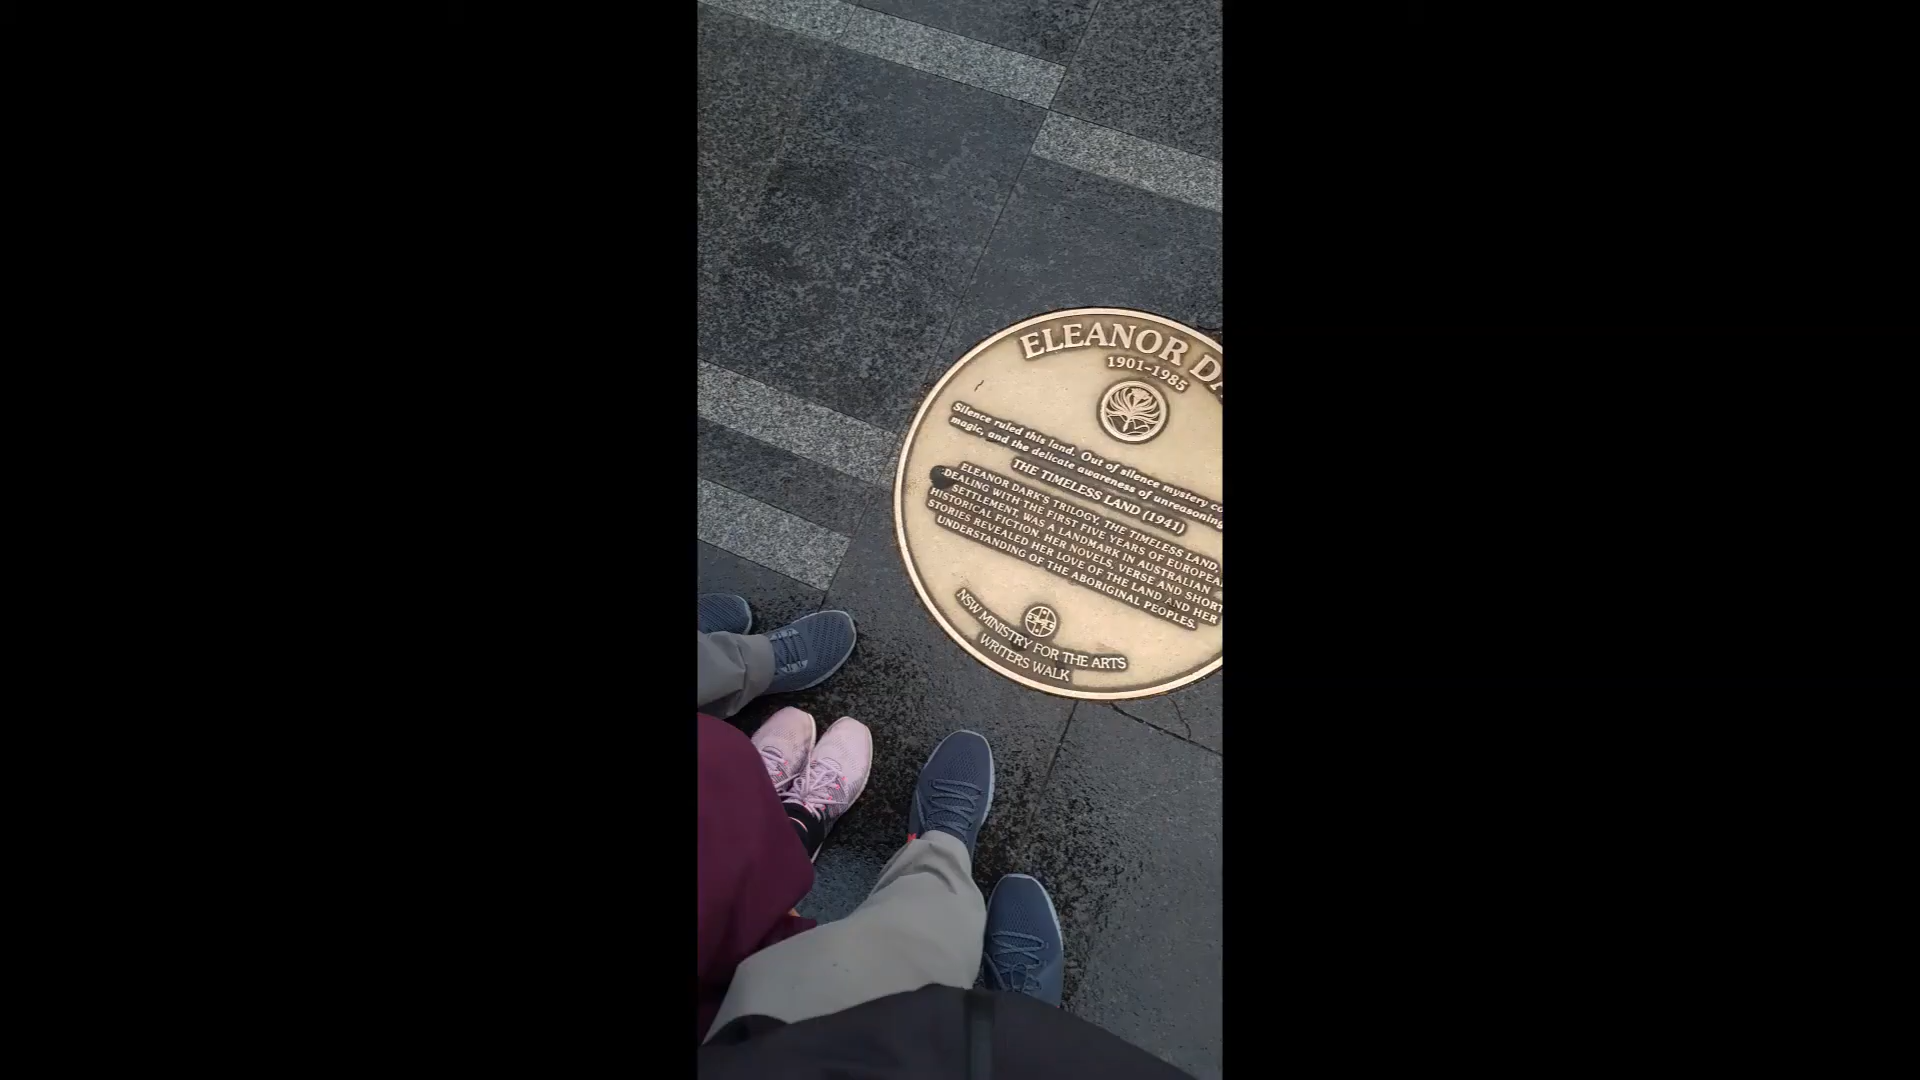 ELEANOR
1901-1985
Silence ruled this land. Out of silence mystery
magic, and the delicate awareness of unreasoning
THE TIMELESS LAND (1941)
ELEANOR DARK'S TRILOGY, THE TIMELESS LAND,
DEALING WITH THE FIRST FIVE YEARS OF EUROPEA
SETTLEMENT, WAS A LANDMARK IN AUSTRALIAN
HISTORICAL FICTION. HER NOVELS, VERSE AND SHORT
STORIES REVEALED HER LOVE OF THE LAND AND HER
UNDERSTANDING OF THE ABORIGINAL PEOPLES.
NSW MINISTRY FOR THE ARTS
WRITERS WALK